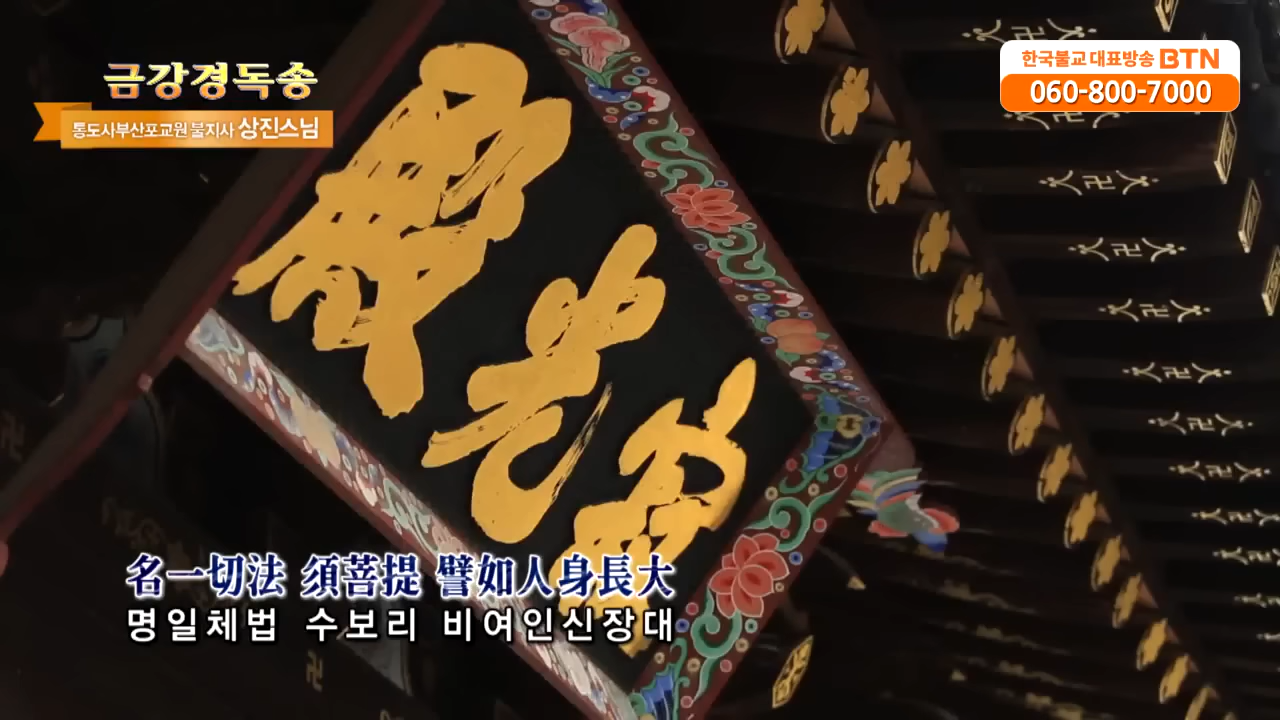 금강경독송
통도사부산포교원 불지사 상진스님
한국불교 대표방송 BTN
060-800-7000
名一切法 須菩提 譬如人身長大
명일체법 수보리 비여인신장대